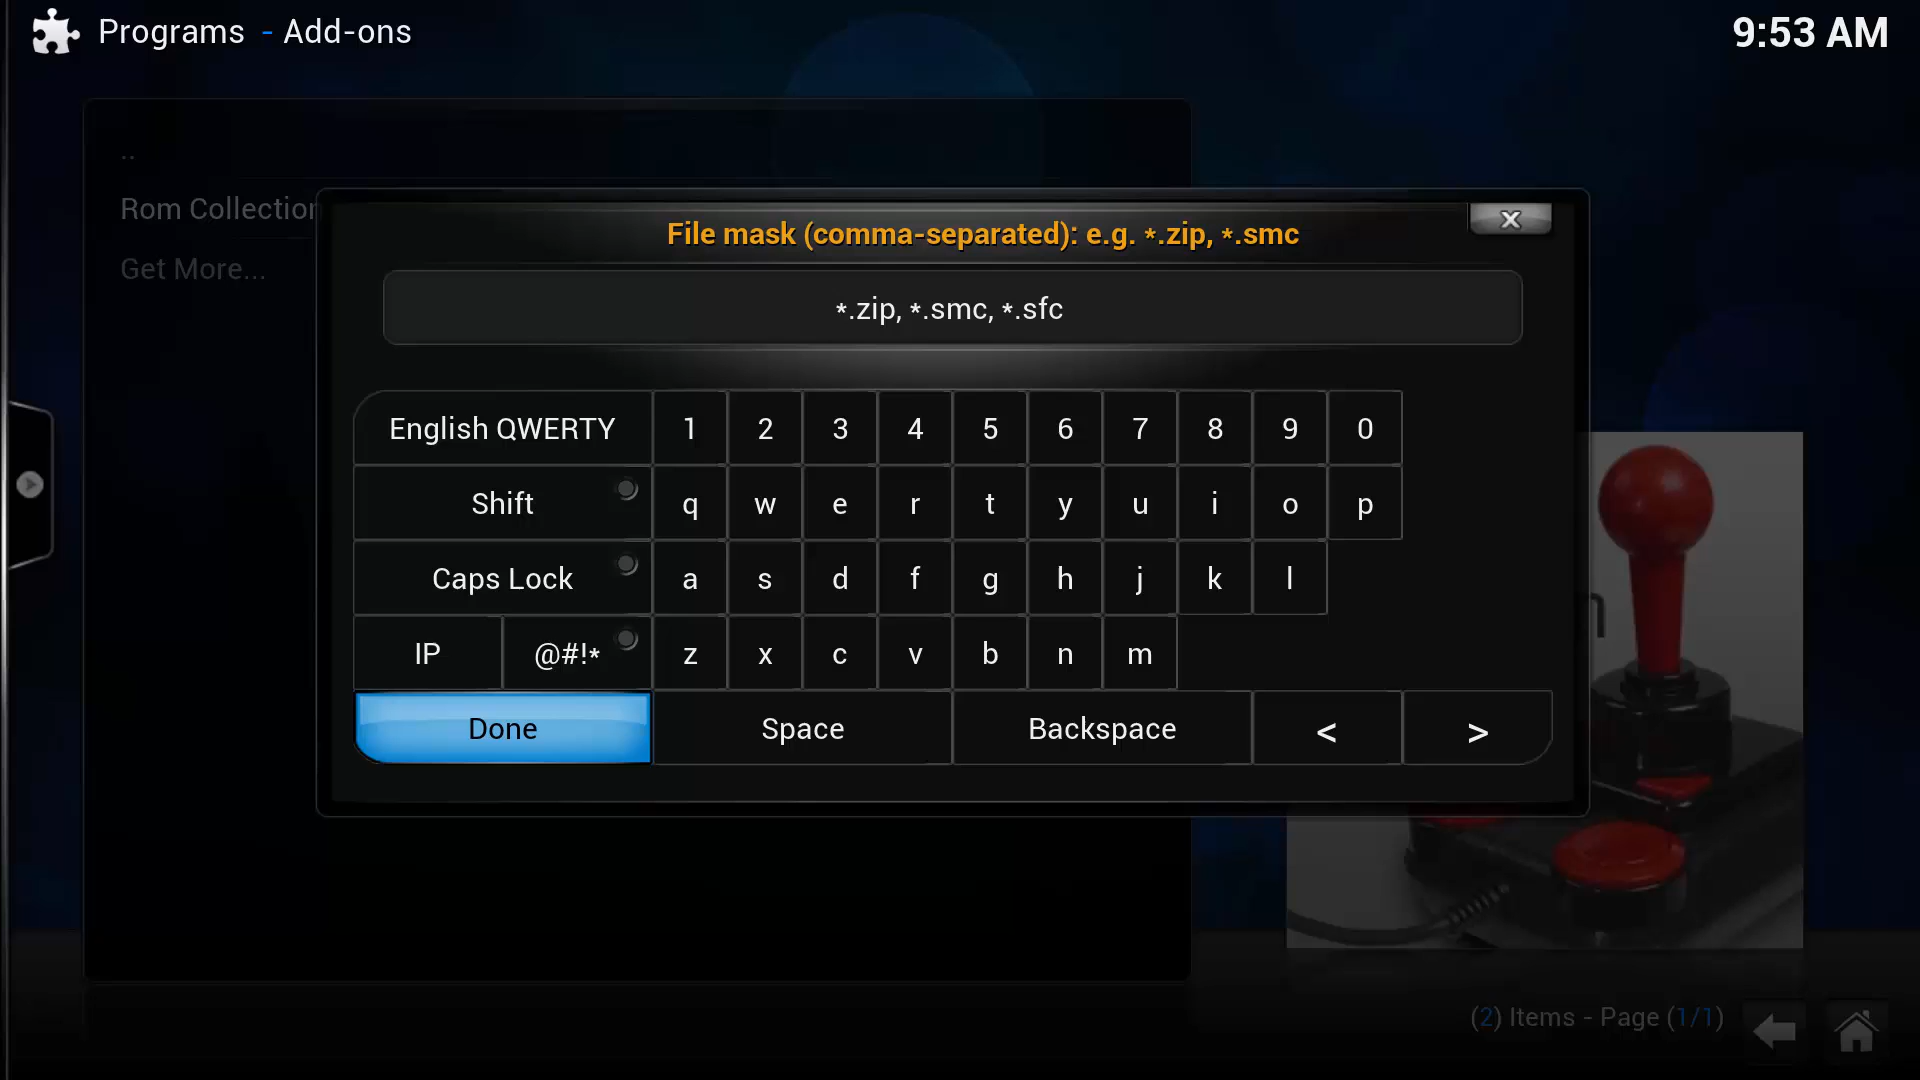 Programs - Add-ons
9:53 AM
..
Rom Collection
Get More...
File mask (comma-separated): e.g. *.zip, *.smc
x
*.zip, *.smc, *.sfc
English QWERTY 1 2 3 4 5 6 7 8 9 0
Shift q w e r t y u i o p
Caps Lock a s d f g h j k l
IP @#!* z x c v b n m
Done Space Backspace < >
(2) Items - Page (1/1)